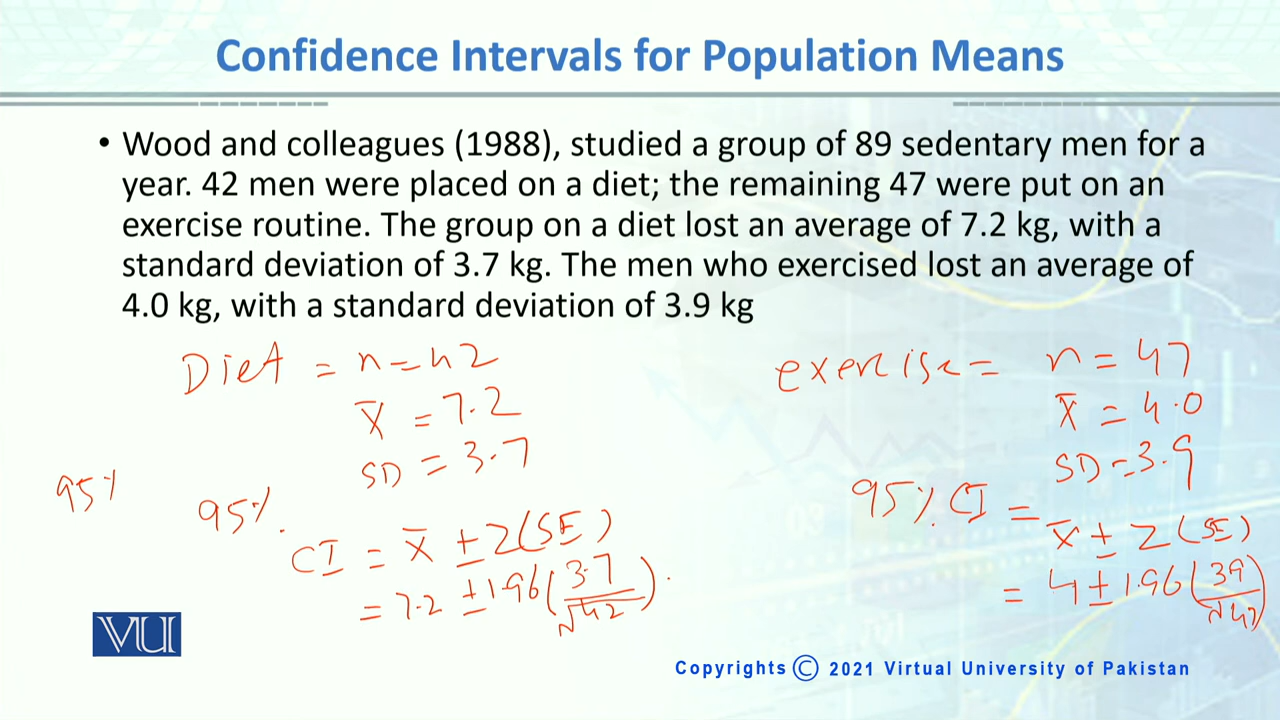 Confidence Intervals for Population Means
• Wood and colleagues (1988), studied a group of 89 sedentary men for a
year. 42 men were placed on a diet; the remaining 47 were put on an
exercise routine. The group on a diet lost an average of 7.2 kg, with a
standard deviation of 3.7 kg. The men who exercised lost an average of
4.0 kg, with a standard deviation of 3.9 kg
Diet = n = 42
x̄ = 7.2
SD = 3.7
95%
95%.
CI = x̄ ± Z(SE)
= 7.2 ± 1.96 (3.7/√42).
exercise = n = 47
x̄ = 4.0
SD = 3.9
95% CI =
x̄ ± Z (SE)
= 4 ± 1.96 (39/√47)
VU
Copyrights © 2021 Virtual University of Pakistan